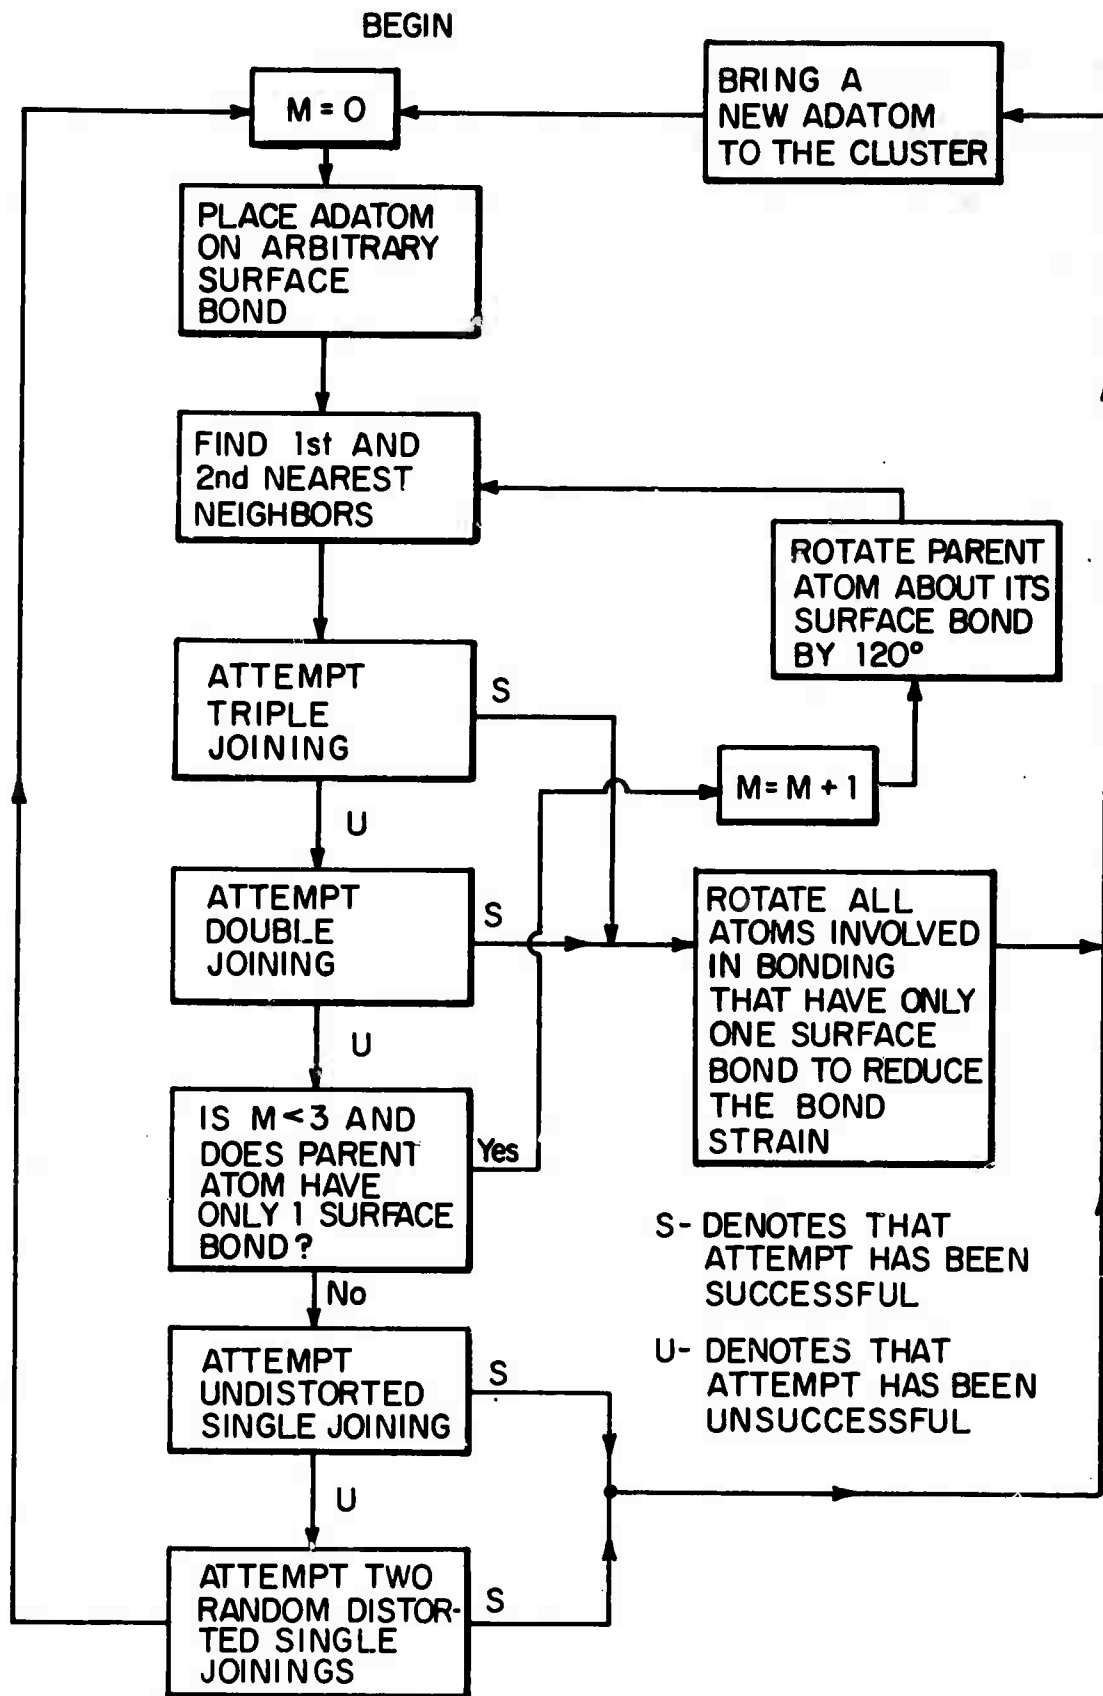 BEGIN
M = 0
BRING A
NEW ADATOM
TO THE CLUSTER
PLACE ADATOM
ON ARBITRARY
SURFACE
BOND
FIND 1st AND
2nd NEAREST
NEIGHBORS
ROTATE PARENT
ATOM ABOUT ITS
SURFACE BOND
BY 120°
ATTEMPT
TRIPLE
JOINING
S
M = M + 1
U
ATTEMPT
DOUBLE
JOINING
S
ROTATE ALL
ATOMS INVOLVED
IN BONDING
THAT HAVE ONLY
ONE SURFACE
BOND TO REDUCE
THE BOND
STRAIN
U
IS M < 3 AND
DOES PARENT
ATOM HAVE
ONLY 1 SURFACE
BOND?
Yes
No
S- DENOTES THAT
ATTEMPT HAS BEEN
SUCCESSFUL
U- DENOTES THAT
ATTEMPT HAS BEEN
UNSUCCESSFUL
ATTEMPT
UNDISTORTED
SINGLE JOINING
S
U
ATTEMPT TWO
RANDOM DISTOR-
TED SINGLE
JOININGS
S